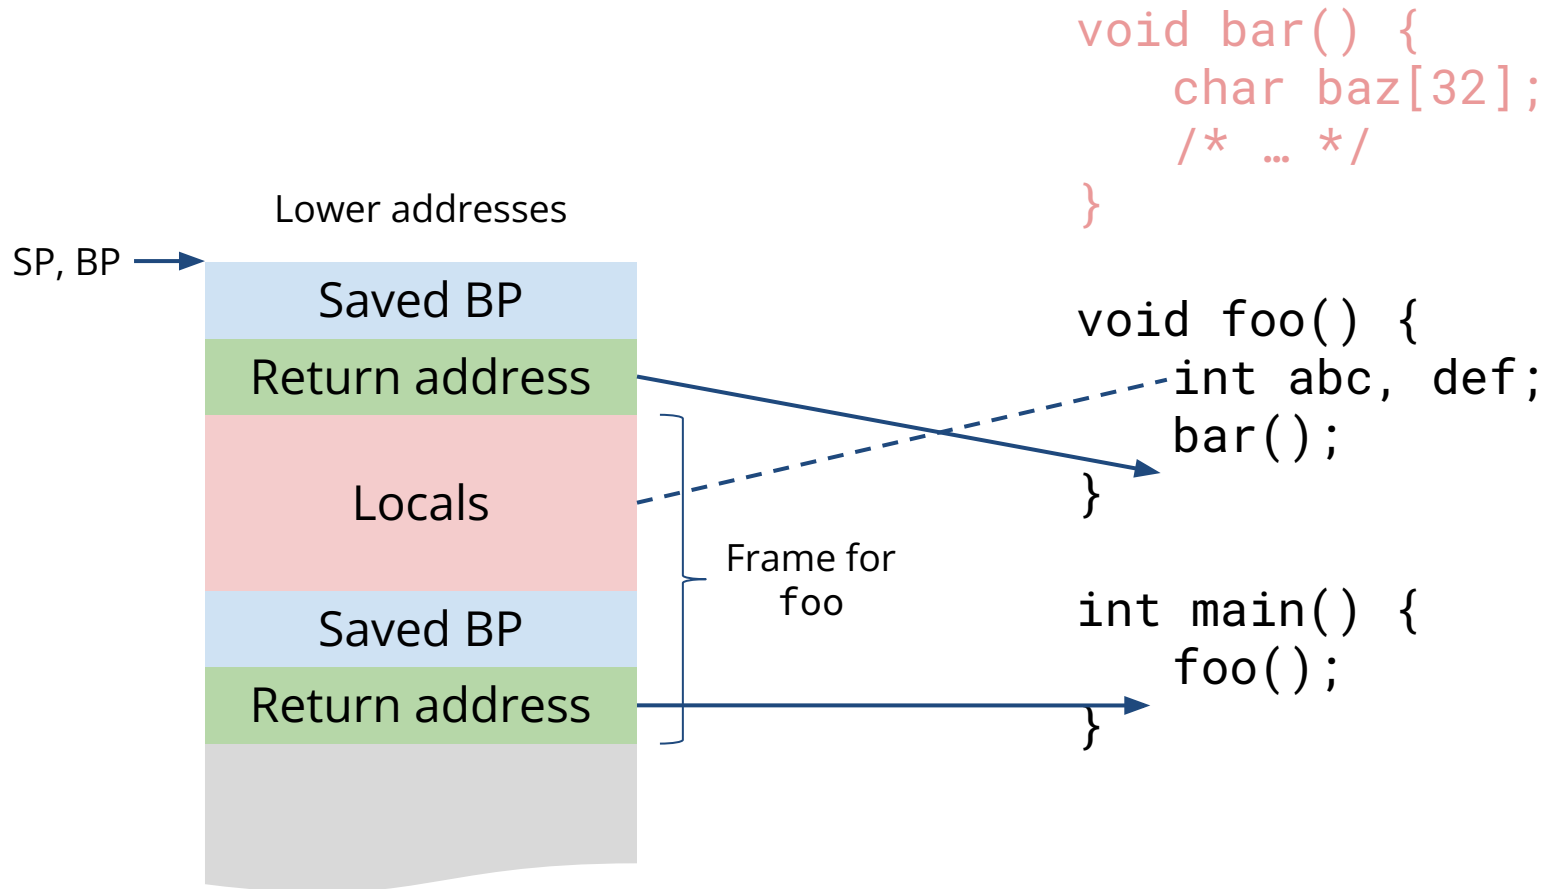 Lower addresses
SP, BP
Saved BP
Return address
Locals
Saved BP
Return address
Frame for
foo
void bar() {
char baz[32];
/* … */
}
void foo() {
int abc, def;
bar();
}
int main() {
foo();
}